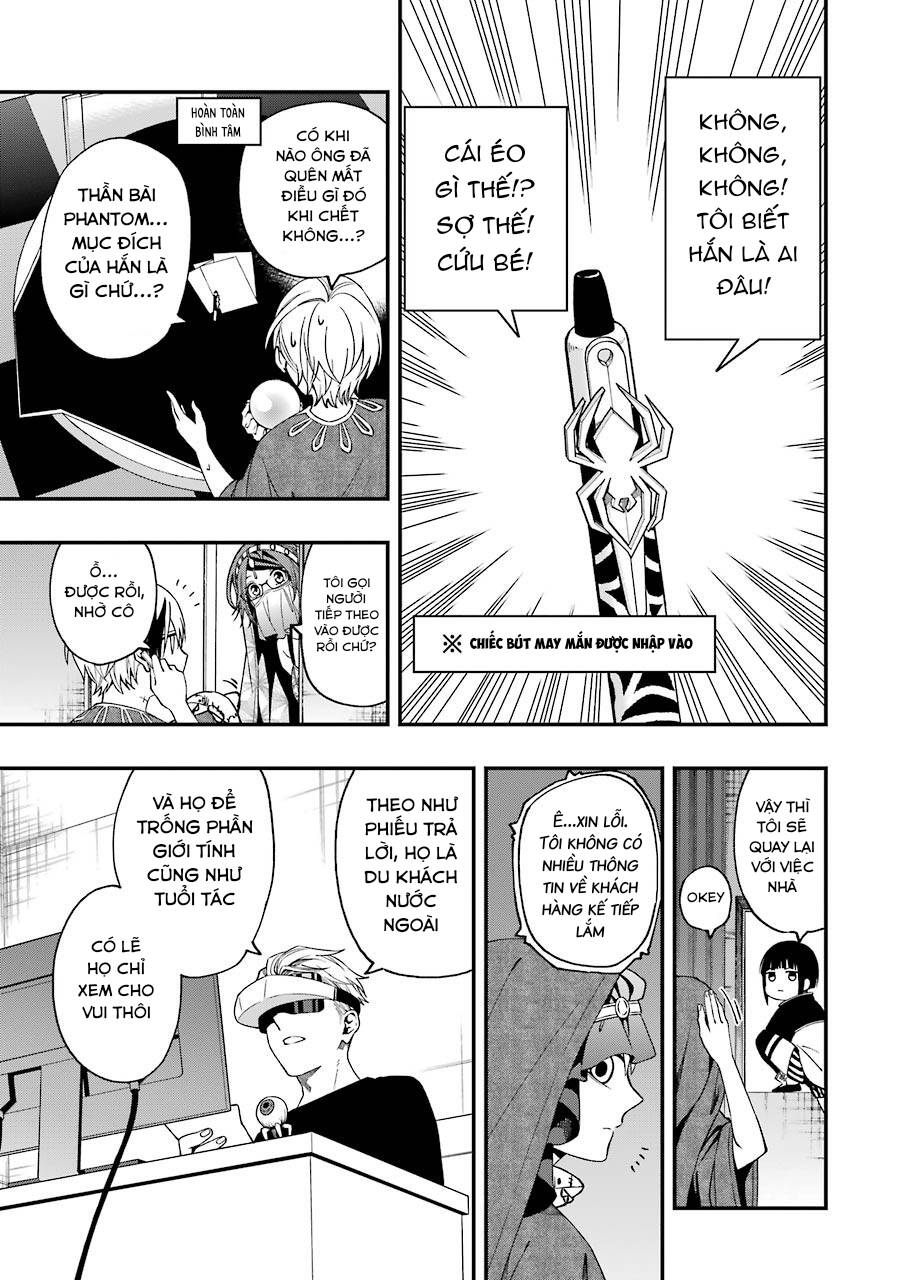 KHÔNG,
KHÔNG,
KHÔNG!
TÔI BIẾT
HẮN LÀ AI
ĐÂU!
CÁI ÉO
GÌ THẾ!?
SỢ THẾ!
CỨU BÉ!
※ CHIẾC BÚT MAY MẮN ĐƯỢC NHẬP VÀO
HOÀN TOÀN
BÌNH TÂM
CÓ KHI
NÀO ÔNG ĐÃ
QUÊN MẤT
ĐIỀU GÌ ĐÓ
KHI CHẾT
KHÔNG...?
THẦN BÀI
PHANTOM...
MỤC ĐÍCH
CỦA HẮN LÀ
GÌ CHỨ...?
TÔI GỌI
NGƯỜI
TIẾP THEO
VÀO ĐƯỢC
RỒI CHỨ?
Ồ...
ĐƯỢC RỒI,
NHỜ CÔ
VẬY THÌ
TÔI SẼ
QUAY LẠI
VỚI VIỆC
NHÀ
OKEY
Ê...XIN LỖI.
TÔI KHÔNG CÓ
NHIỀU THÔNG
TIN VỀ KHÁCH
HÀNG KẾ TIẾP
LẮM
THEO NHƯ
PHIẾU TRẢ
LỜI, HỌ LÀ
DU KHÁCH
NƯỚC
NGOÀI
VÀ HỌ ĐỂ
TRỐNG PHẦN
GIỚI TÍNH
CŨNG NHƯ
TUỔI TÁC
CÓ LẼ
HỌ CHỈ
XEM CHO
VUI THÔI